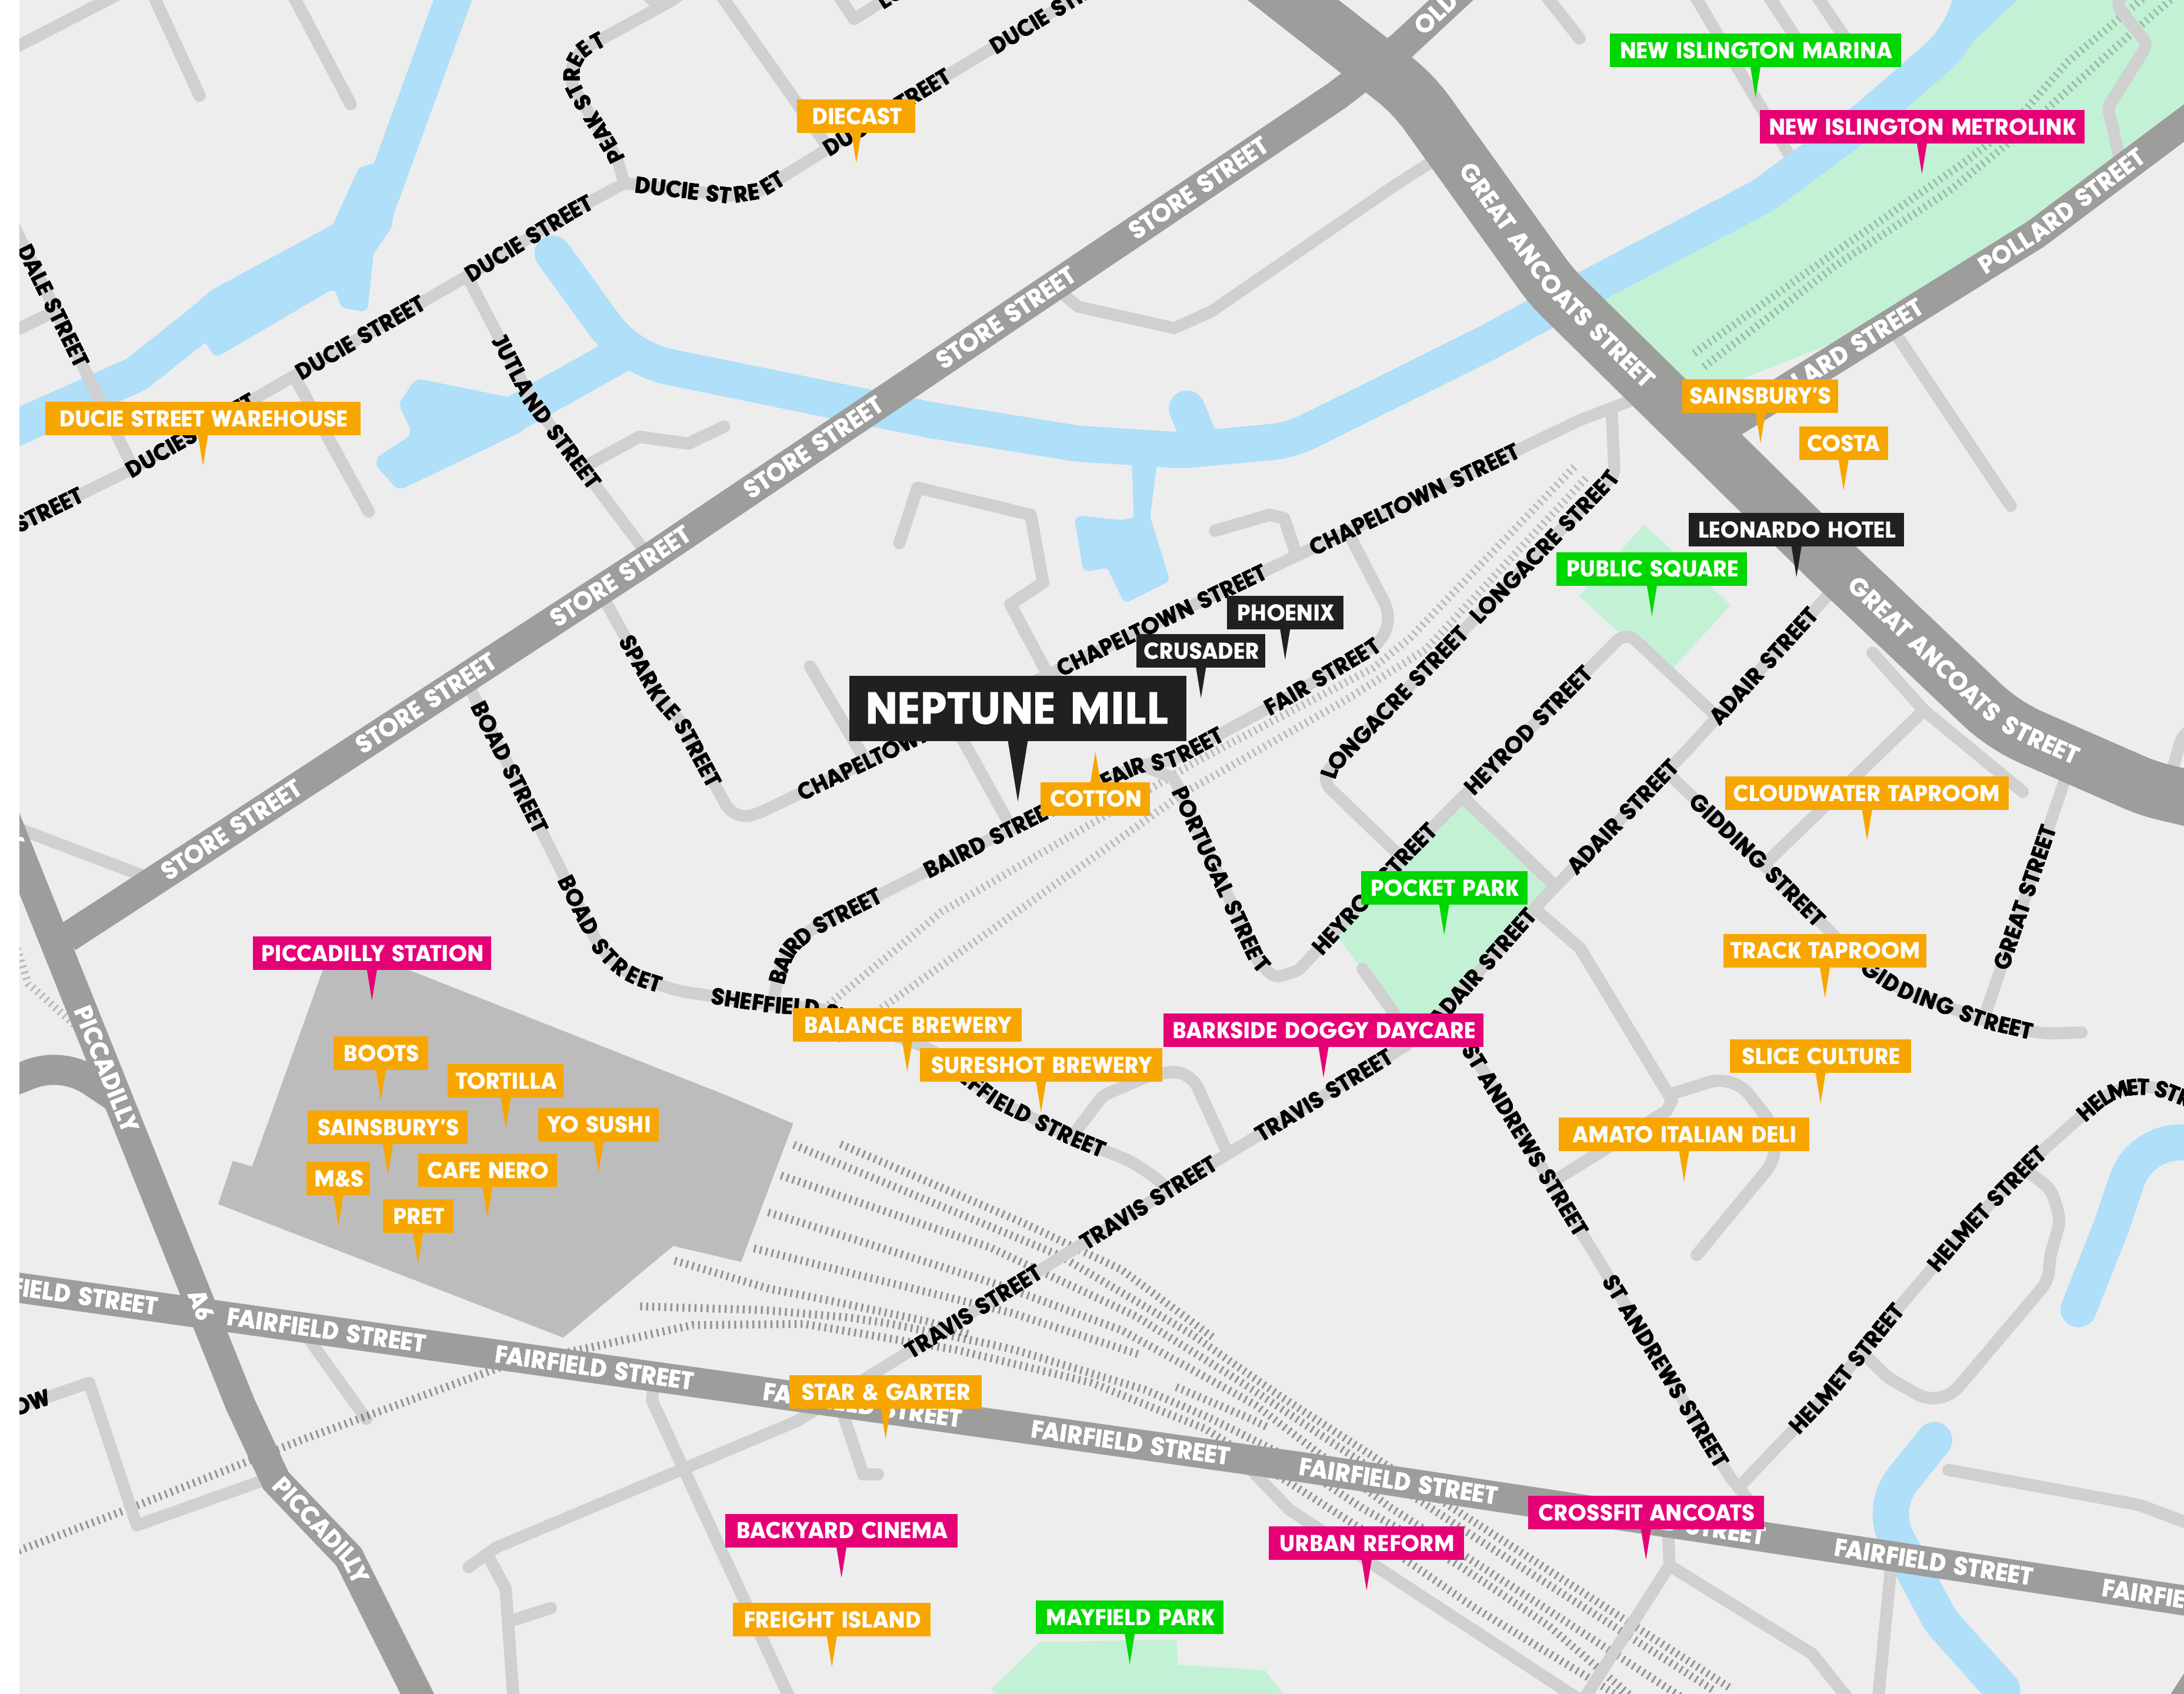 OLD
NEW ISLINGTON MARINA
PEAK STREET
DUCIE STREET
DIECAST
NEW ISLINGTON METROLINK
STORE STREET
GREAT ANCOATS STREET
POLLARD STREET
DUCIE STREET
DUCIE STREET
DALE STREET
DUCIE STREET
JUTLAND STREET
STORE STREET
DUCIE STREET WAREHOUSE
SAINSBURY'S
COSTA
STORE STREET
STREET
CHAPELTOWN STREET
LONGACRE STREET
LEONARDO HOTEL
PUBLIC SQUARE
STORE STREET
CHAPELTOWN STREET
PHOENIX
CRUSADER
SPARKLE STREET
FAIR STREET
LONGACRE STREET
HEYROD STREET
ADAIR STREET
GREAT ANCOATS STREET
STORE STREET
NEPTUNE MILL
BOAD STREET
FAIR STREET
COTTON
ADAIR STREET
CLOUDWATER TAPROOM
STORE STREET
BAIRD STREET
PORTUGAL STREET
GIDDING STREET
GREAT STREET
POCKET PARK
BOAD STREET
BAIRD STREET
ADAIR STREET
TRACK TAPROOM
PICCADILLY STATION
GIDDING STREET
SHEFFIELD
BALANCE BREWERY
BARKSIDE DOGGY DAYCARE
PICCADILLY
BOOTS
SURESHOT BREWERY
SLICE CULTURE
TORTILLA
TRAVIS STREET
HELMET
SAINSBURY'S
YO SUSHI
ST ANDREWS STREET
AMATO ITALIAN DELI
M&S
CAFE NERO
TRAVIS STREET
HELMET STREET
PRET
FAIRFIELD STREET
A6
FAIRFIELD STREET
TRAVIS STREET
ST ANDREWS STREET
HELMET STREET
FAIRFIELD STREET
STAR & GARTER
FAIRFIELD STREET
FAIRFIELD STREET
PICCADILLY
BACKYARD CINEMA
URBAN REFORM
CROSSFIT ANCOATS
STREET
FAIRFIELD STREET
FREIGHT ISLAND
MAYFIELD PARK